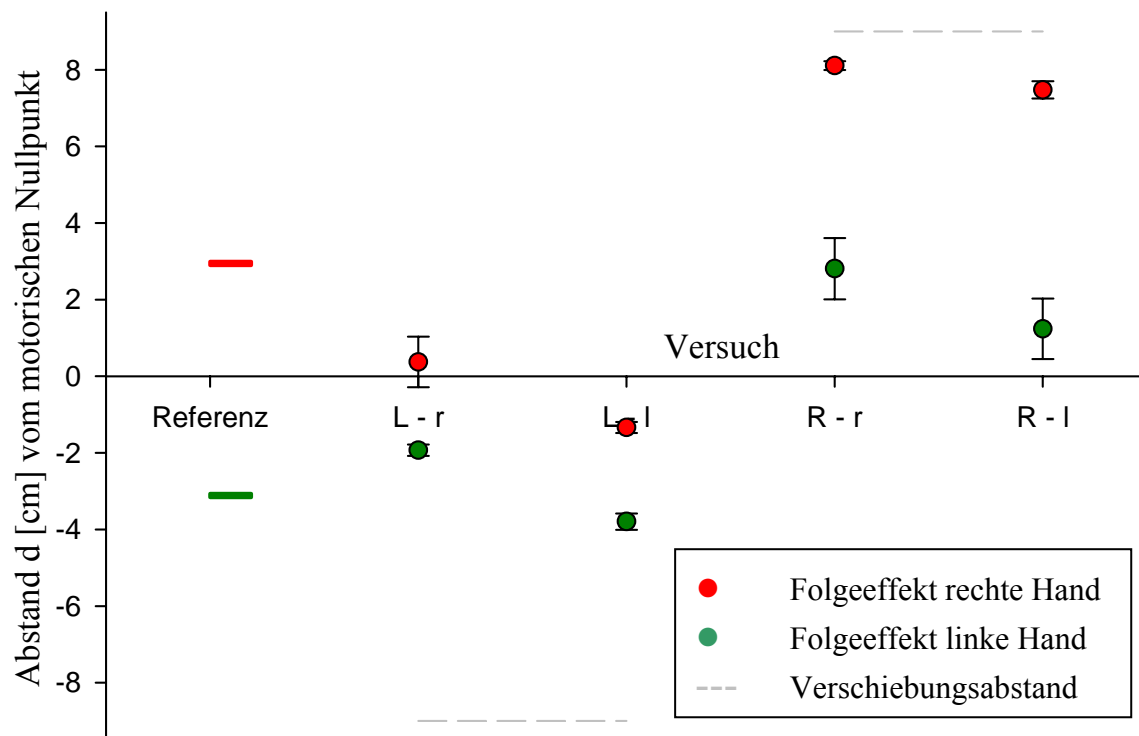 Abstand d [cm] vom motorischen Nullpunkt
8
6
4
2
0
-2
-4
-6
-8
Versuch
Referenz
L - r
L - l
R - r
R - l
Folgeeffekt rechte Hand
Folgeeffekt linke Hand
Verschiebungsabstand